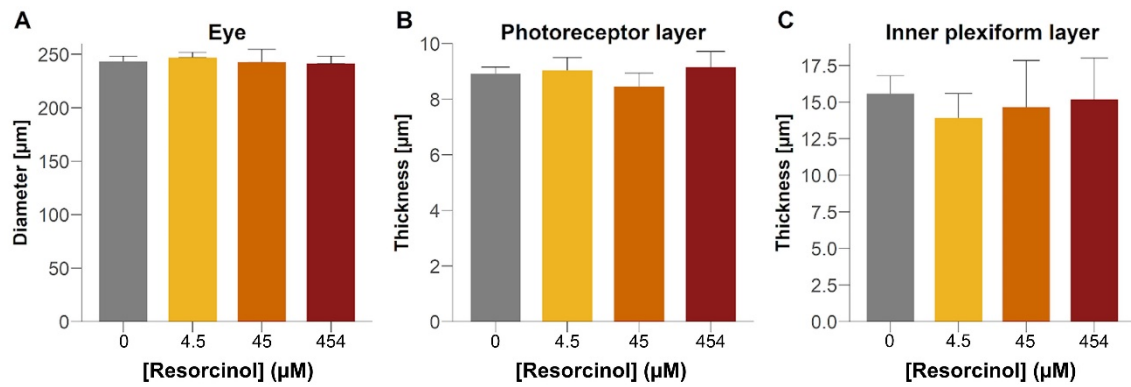 A
Eye
Diameter [µm]
250
200
250
200
50
0
0 4.5 45 454
[Resorcinol] (µM)
B
Photoreceptor layer
Thickness [µm]
10
8
6
4
2
0
0 4.5 45 454
[Resorcinol] (µM)
C
Inner plexiform layer
Thickness [µm]
17.5
15.0
12.5
10.0
7.5
5.0
2.5
0.0
0 4.5 45 454
[Resorcinol] (µM)